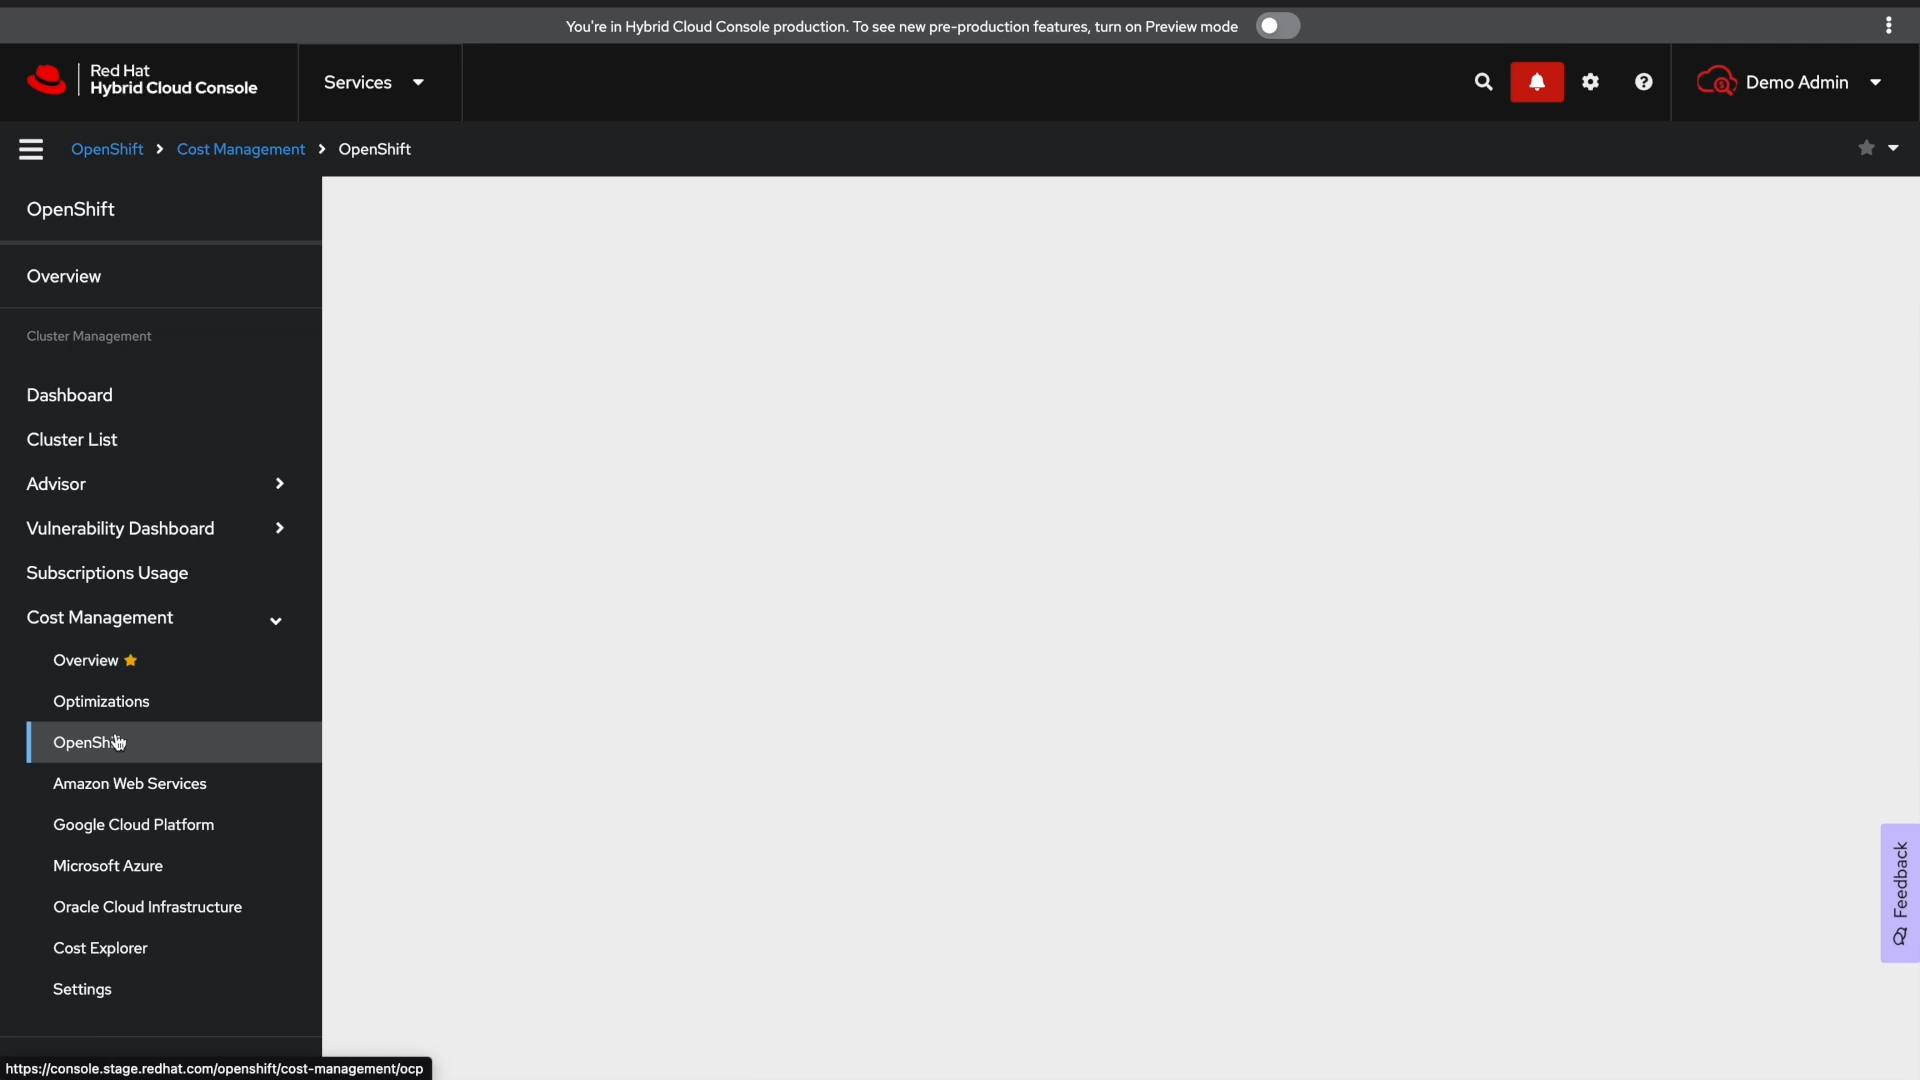 You're in Hybrid Cloud Console production. To see new pre-production features, turn on Preview mode
Red Hat
Hybrid Cloud Console
Services
Demo Admin
OpenShift > Cost Management > OpenShift
OpenShift
Overview
Cluster Management
Dashboard
Cluster List
Advisor
Vulnerability Dashboard
Subscriptions Usage
Cost Management
Overview
Optimizations
OpenShift
Amazon Web Services
Google Cloud Platform
Microsoft Azure
Oracle Cloud Infrastructure
Cost Explorer
Settings
Feedback
https://console.stage.redhat.com/openshift/cost-management/ocp